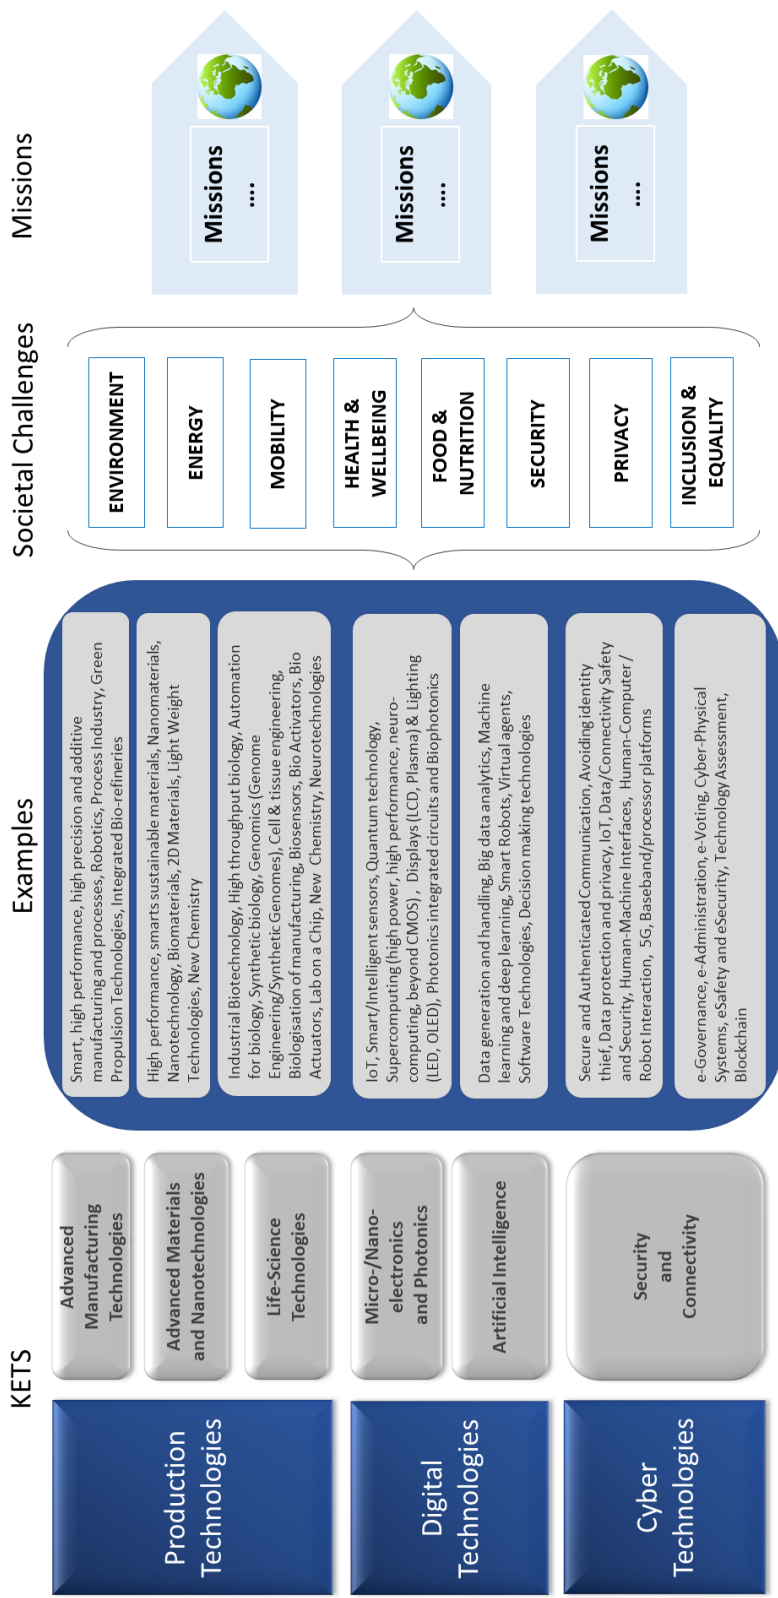 KETS
Examples
Societal Challenges
Missions
Production
Technologies
Advanced
Manufacturing
Technologies
Smart, high performance, high precision and additive
manufacturing and processes, Robotics, Process Industry, Green
Propulsion Technologies, Integrated Bio-refineries
Advanced Materials
and Nanotechnologies
High performance, smarts sustainable materials, Nanomaterials,
Nanotechnology, Biomaterials, 2D Materials, Light Weight
Technologies, New Chemistry
Life-Science
Technologies
Industrial Biotechnology, High throughput biology, Automation
for biology, Synthetic biology, Genomics (Genome
Engineering/Synthetic Genomes), Cell & tissue engineering,
Biologisation of manufacturing, Biosensors, Bio Activators, Bio
Actuators, Lab on a Chip, New Chemistry, Neurotechnologies
Digital
Technologies
Micro-/Nano-
electronics
and Photonics
IoT, Smart/Intelligent sensors, Quantum technology,
Supercomputing (high power, high performance, neuro-
computing, beyond CMOS), Displays (LCD, Plasma) & Lighting
(LED, OLED), Photonics integrated circuits and Biophotonics
Artificial Intelligence
Data generation and handling, Big data analytics, Machine
learning and deep learning, Smart Robots, Virtual agents,
Software Technologies, Decision making technologies
Cyber
Technologies
Security
and
Connectivity
Secure and Authenticated Communication, Avoiding identity
thief, Data protection and privacy, IoT, Data/Connectivity Safety
and Security, Human-Machine Interfaces, Human-Computer /
Robot Interaction, 5G, Baseband/processor platforms
e-Governance, e-Administration, e-Voting, Cyber-Physical
Systems, eSafety and eSecurity, Technology Assessment,
Blockchain
ENVIRONMENT
ENERGY
MOBILITY
HEALTH &
WELLBEING
FOOD &
NUTRITION
SECURITY
PRIVACY
INCLUSION &
EQUALITY
Missions
....
Missions
....
Missions
....